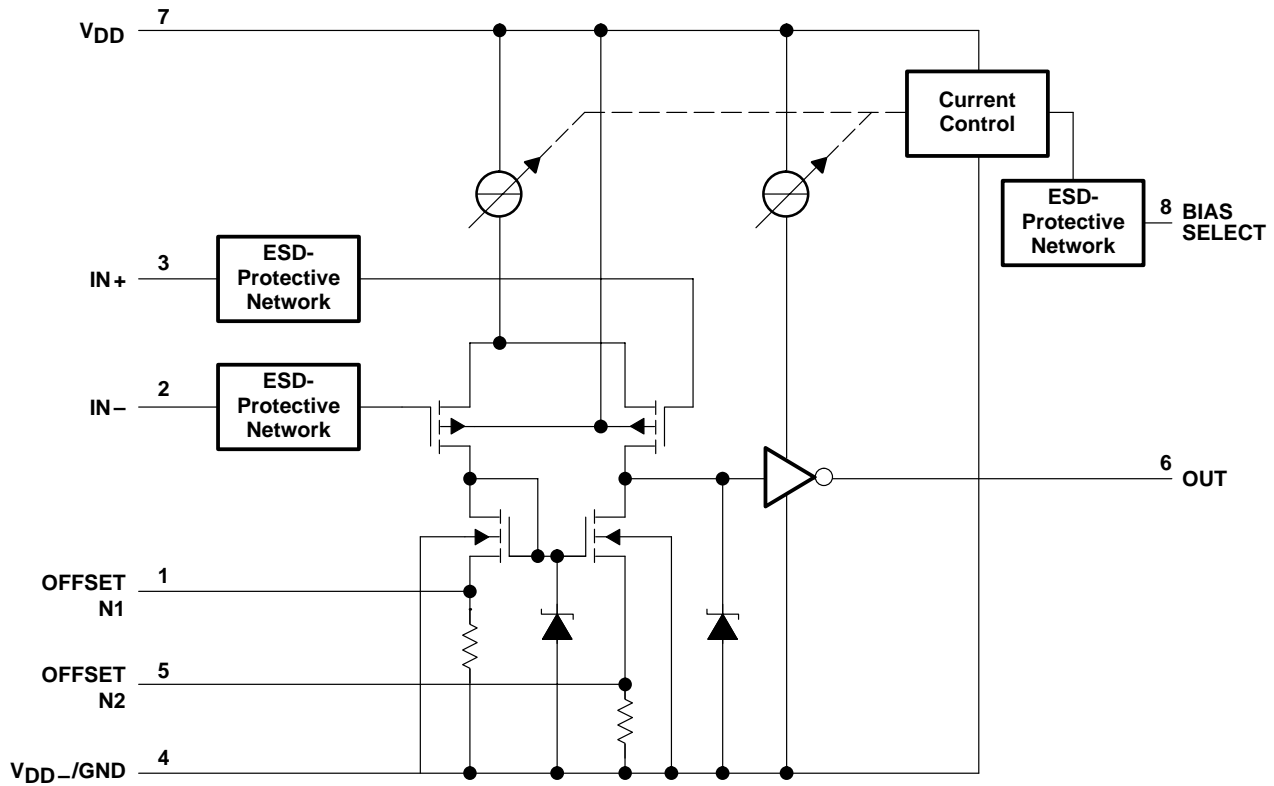 VDD
7
Current
Control
ESD-
Protective
Network
8
BIAS
SELECT
IN+
3
ESD-
Protective
Network
IN−
2
ESD-
Protective
Network
6
OUT
OFFSET
N1
1
OFFSET
N2
5
VDD−/GND
4